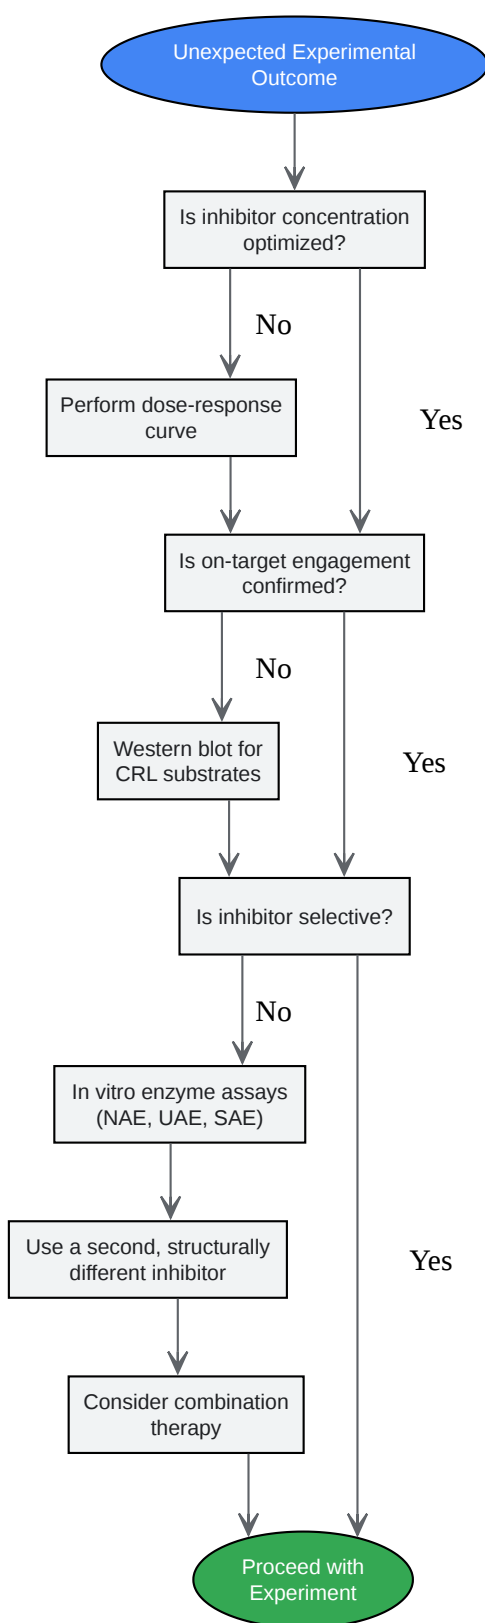 Unexpected Experimental
Outcome
Is inhibitor concentration
optimized?
No
Perform dose-response
curve
Yes
Is on-target engagement
confirmed?
No
Western blot for
CRL substrates
Yes
Is inhibitor selective?
No
In vitro enzyme assays
(NAE, UAE, SAE)
Use a second, structurally
different inhibitor
Yes
Consider combination
therapy
Proceed with
Experiment